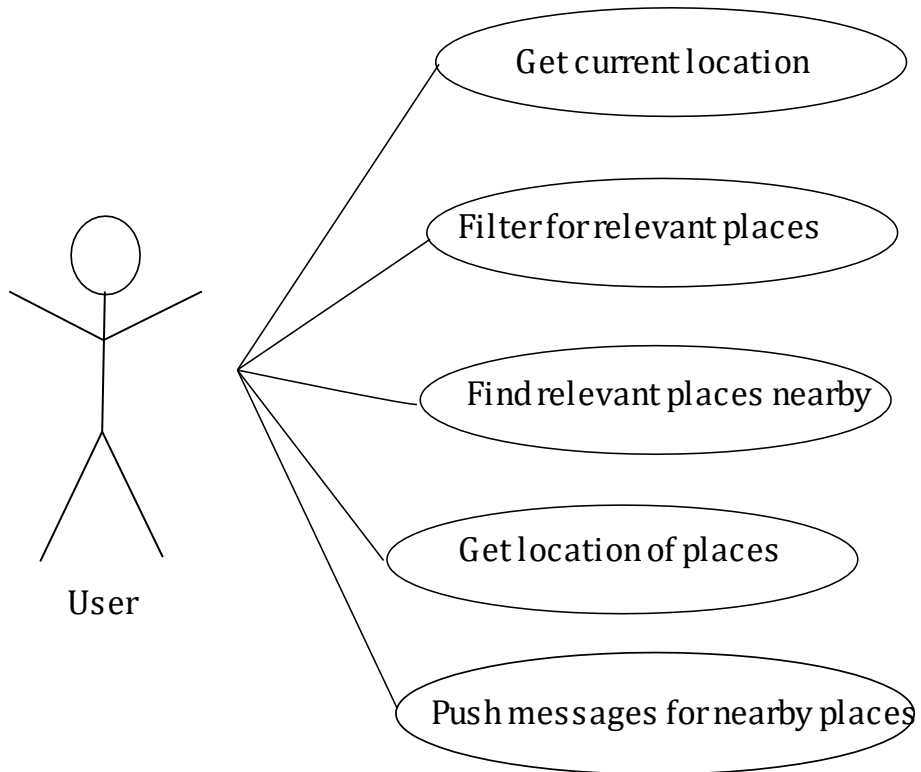 Get current location
Filter for relevant places
Find relevant places nearby
Get location of places
User
Push messages for nearby places